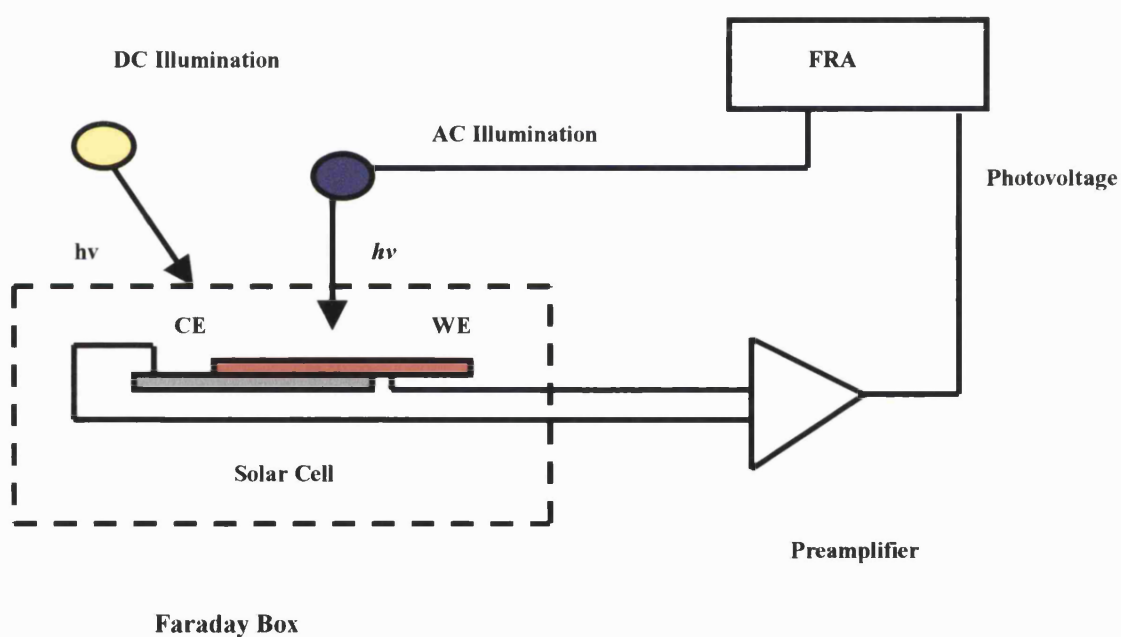 DC Illumination
FRA
AC Illumination
Photovoltage
hv
hv
CE
WE
Solar Cell
Preamplifier
Faraday Box